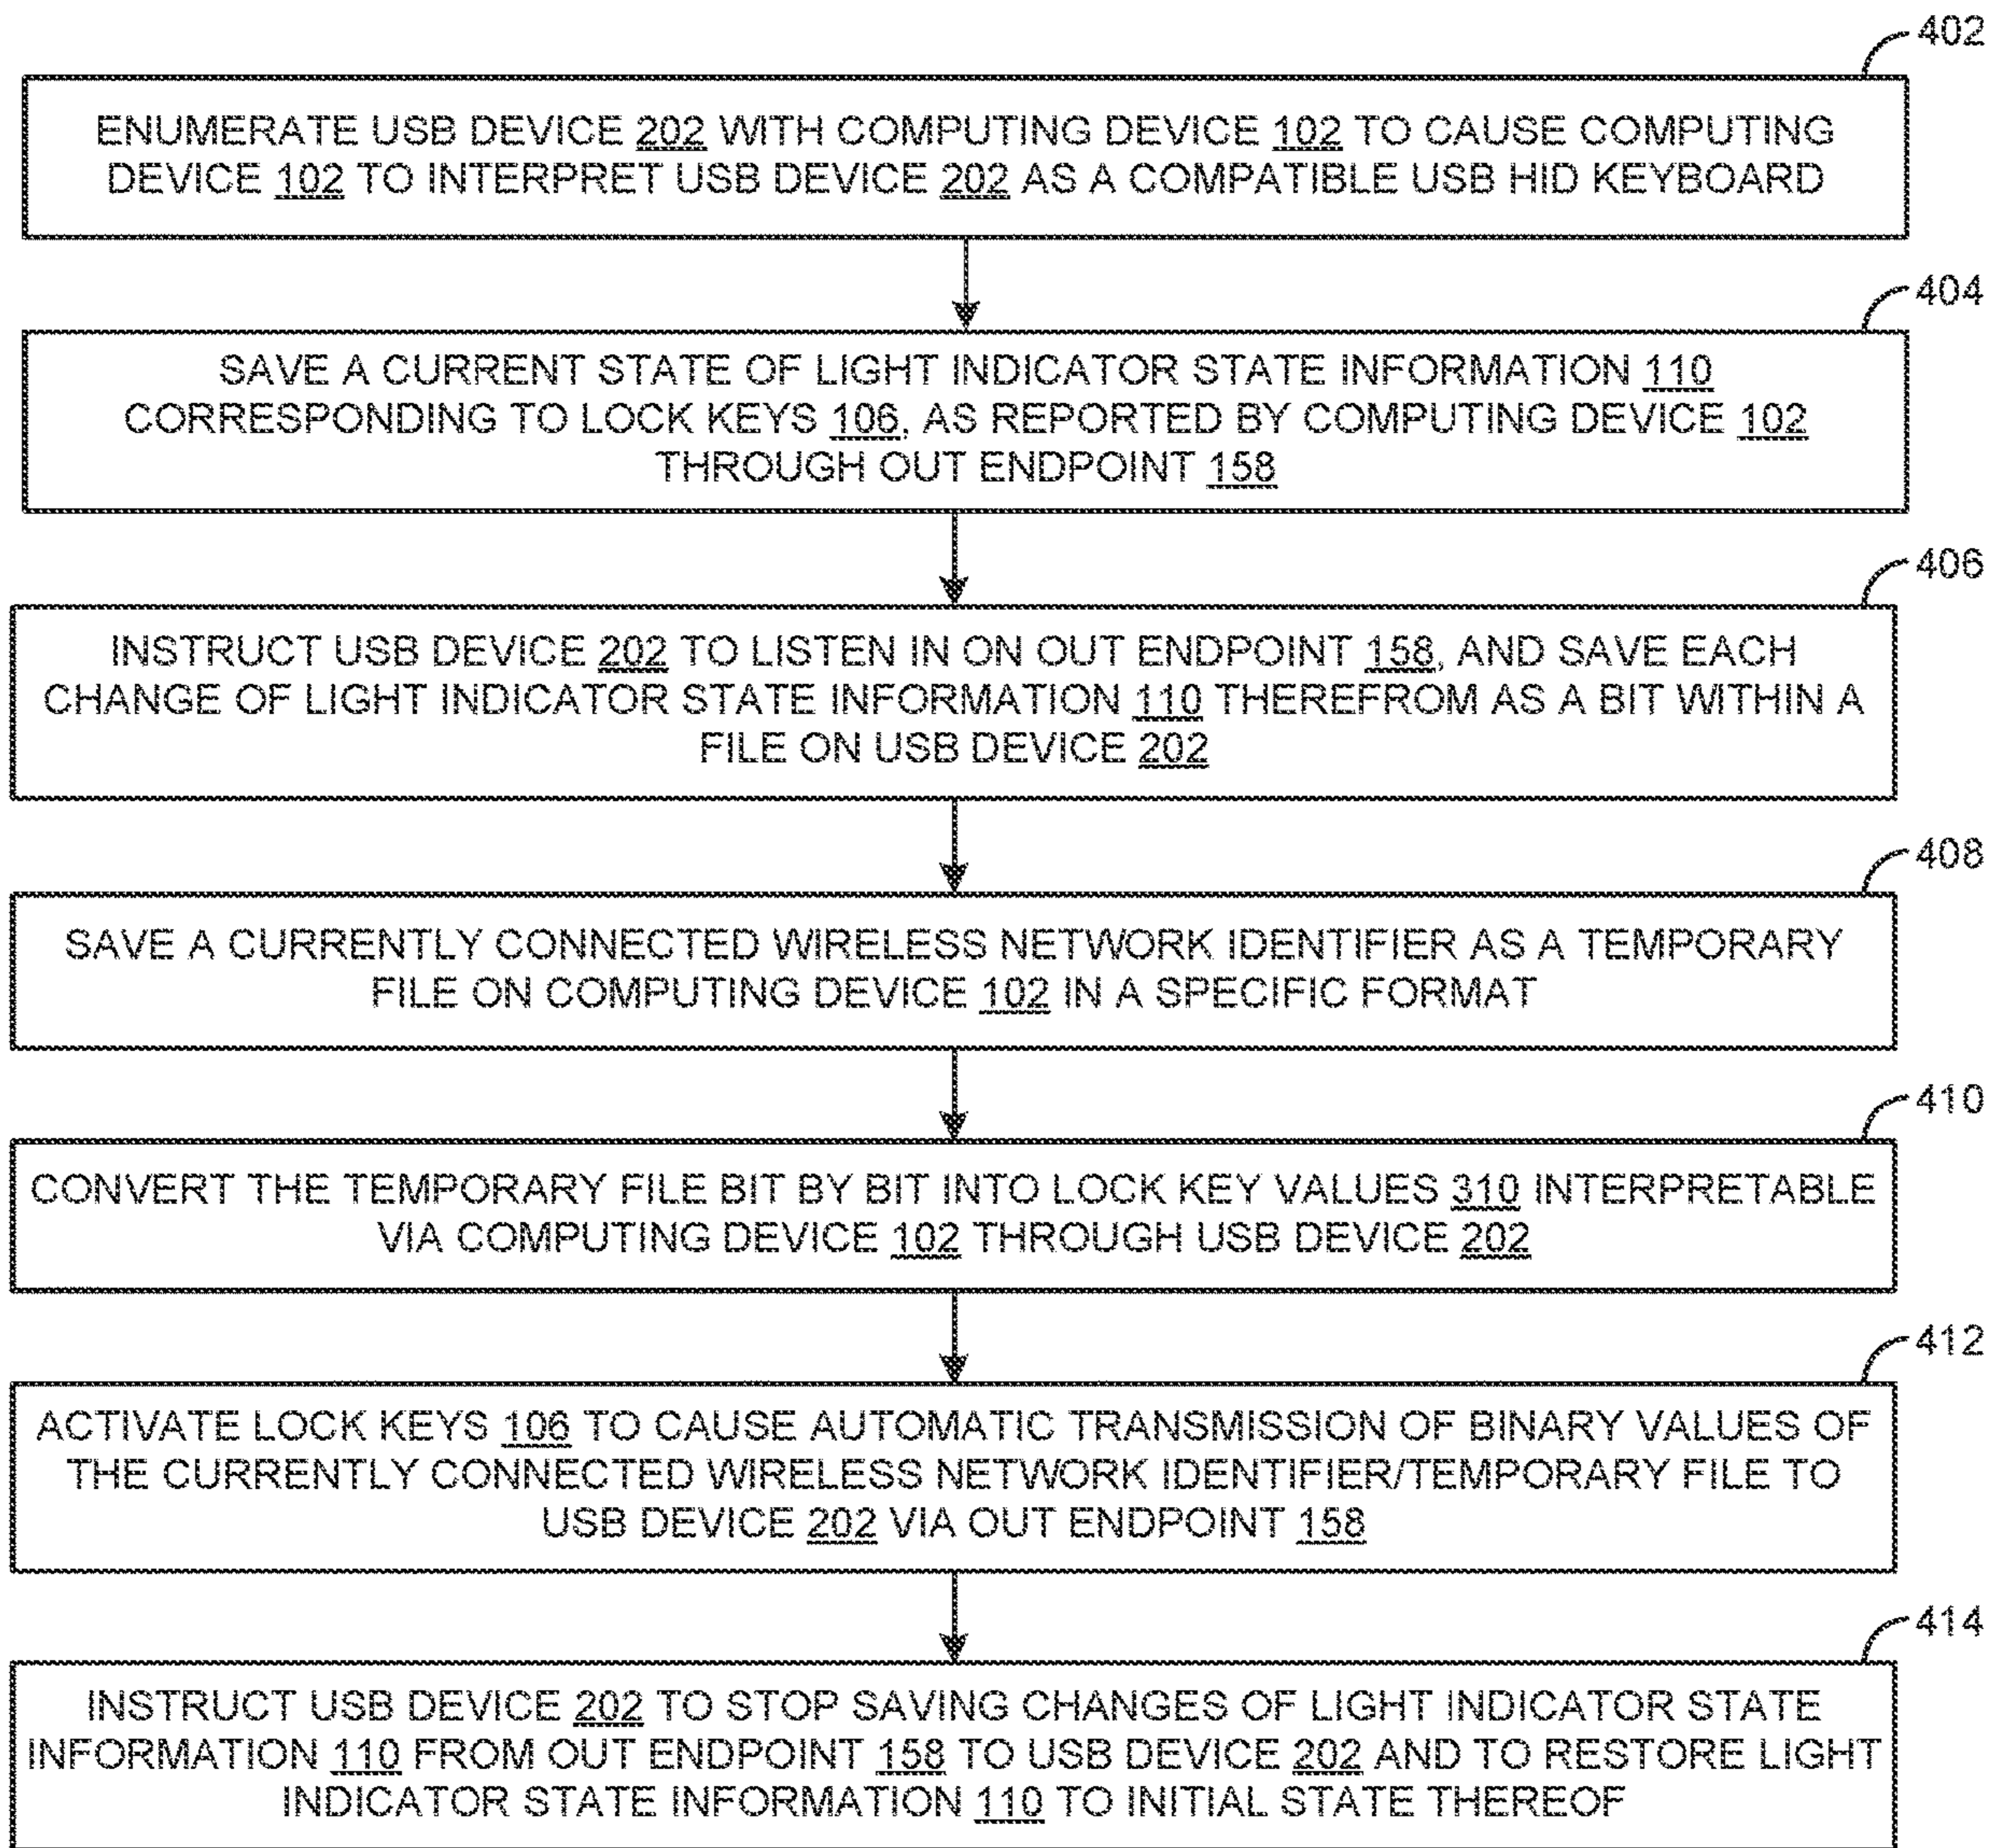 402
ENUMERATE USB DEVICE 202 WITH COMPUTING DEVICE 102 TO CAUSE COMPUTING
DEVICE 102 TO INTERPRET USB DEVICE 202 AS A COMPATIBLE USB HID KEYBOARD
404
SAVE A CURRENT STATE OF LIGHT INDICATOR STATE INFORMATION 110
CORRESPONDING TO LOCK KEYS 106, AS REPORTED BY COMPUTING DEVICE 102
THROUGH OUT ENDPOINT 158
406
INSTRUCT USB DEVICE 202 TO LISTEN IN ON OUT ENDPOINT 158, AND SAVE EACH
CHANGE OF LIGHT INDICATOR STATE INFORMATION 110 THEREFROM AS A BIT WITHIN A
FILE ON USB DEVICE 202
408
SAVE A CURRENTLY CONNECTED WIRELESS NETWORK IDENTIFIER AS A TEMPORARY
FILE ON COMPUTING DEVICE 102 IN A SPECIFIC FORMAT
410
CONVERT THE TEMPORARY FILE BIT BY BIT INTO LOCK KEY VALUES 310 INTERPRETABLE
VIA COMPUTING DEVICE 102 THROUGH USB DEVICE 202
412
ACTIVATE LOCK KEYS 106 TO CAUSE AUTOMATIC TRANSMISSION OF BINARY VALUES OF
THE CURRENTLY CONNECTED WIRELESS NETWORK IDENTIFIER/TEMPORARY FILE TO
USB DEVICE 202 VIA OUT ENDPOINT 158
414
INSTRUCT USB DEVICE 202 TO STOP SAVING CHANGES OF LIGHT INDICATOR STATE
INFORMATION 110 FROM OUT ENDPOINT 158 TO USB DEVICE 202 AND TO RESTORE LIGHT
INDICATOR STATE INFORMATION 110 TO INITIAL STATE THEREOF